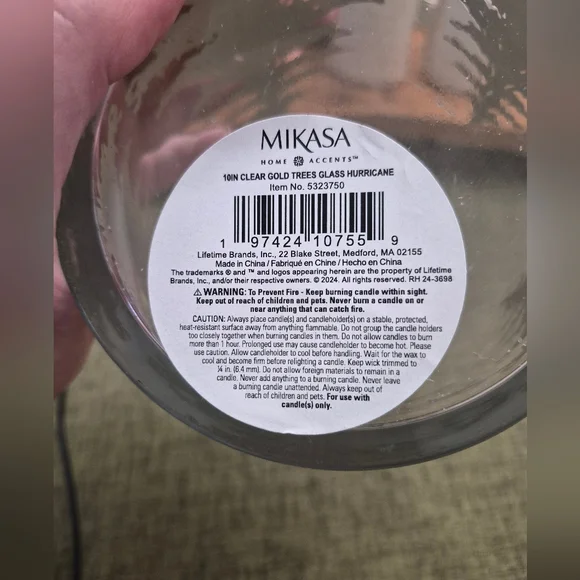 MIKASA
HOME ACCENTS™
10IN CLEAR GOLD TREES GLASS HURRICANE
Item No. 5323750
1 97424 10755 9
Lifetime Brands, Inc., 22 Blake Street, Medford, MA 02155
Made in China / Fabriqué en Chine / Hecho en China
The trademarks ® and ™ and logos appearing herein are the property of Lifetime
Brands, Inc., and/or their respective owners. © 2024. All rights reserved. RH 24-3698
⚠WARNING: To Prevent Fire - Keep burning candle within sight.
Keep out of reach of children and pets. Never burn a candle on or
near anything that can catch fire.
CAUTION: Always place candle(s) and candleholder(s) on a stable, protected,
heat-resistant surface away from anything flammable. Do not group the candle holders
too closely together when burning candles in them. Do not allow candles to burn
more than 1 hour. Prolonged use may cause candleholder to become hot. Please
use caution. Allow candleholder to cool before handling. Wait for the wax to
cool and become firm before relighting a candle. Keep wick trimmed to
¼ in. (6.4 mm). Do not allow foreign materials to remain in a
candle. Never add anything to a burning candle. Never leave
a burning candle unattended. Always keep out of
reach of children and pets. For use with
candle(s) only.